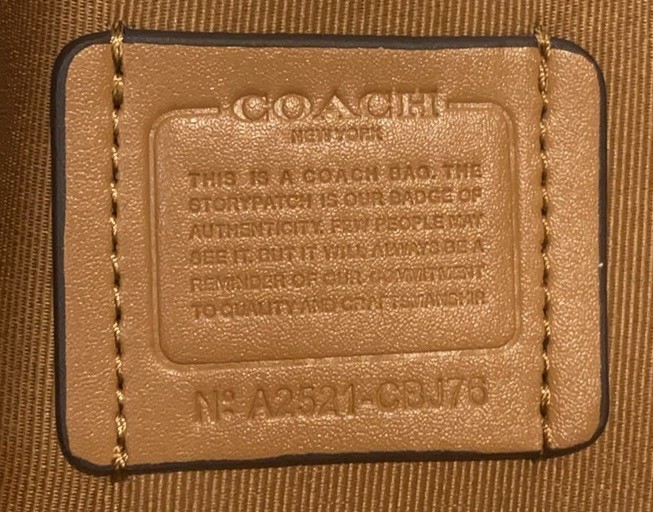 COACH
NEW YORK
THIS IS A COACH BAG. THE
STORYPATCH IS OUR BADGE OF
AUTHENTICITY. FEW PEOPLE MAY
SEE IT. BUT IT WILL ALWAYS BE A
REMINDER OF OUR COMMITMENT
TO QUALITY AND CRAFTSMANSHIP
Nº A2521-CBJ76